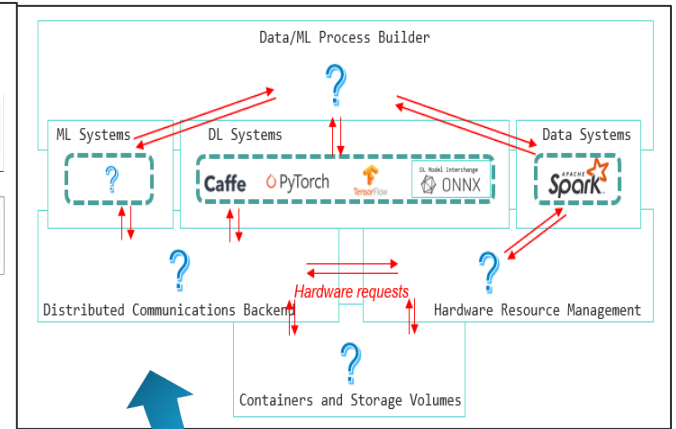 Data/ML Process Builder
?
ML Systems
DL Systems
Data Systems
?
Caffe
PyTorch
TensorFlow
DL Model Interchange
ONNX
APACHE
Spark
?
?
Hardware requests
Distributed Communications Backend
Hardware Resource Management
?
Containers and Storage Volumes